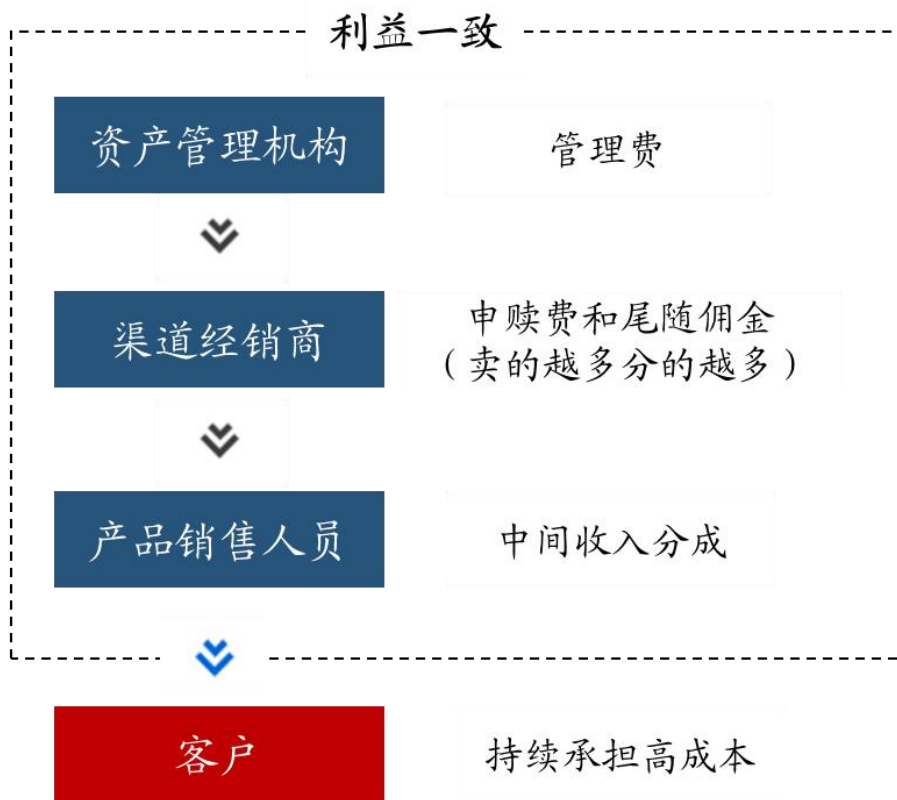 利益一致
资产管理机构
管理费
渠道经销商
申赎费和尾随佣金
（卖的越多分的越多）
产品销售人员
中间收入分成
客户
持续承担高成本